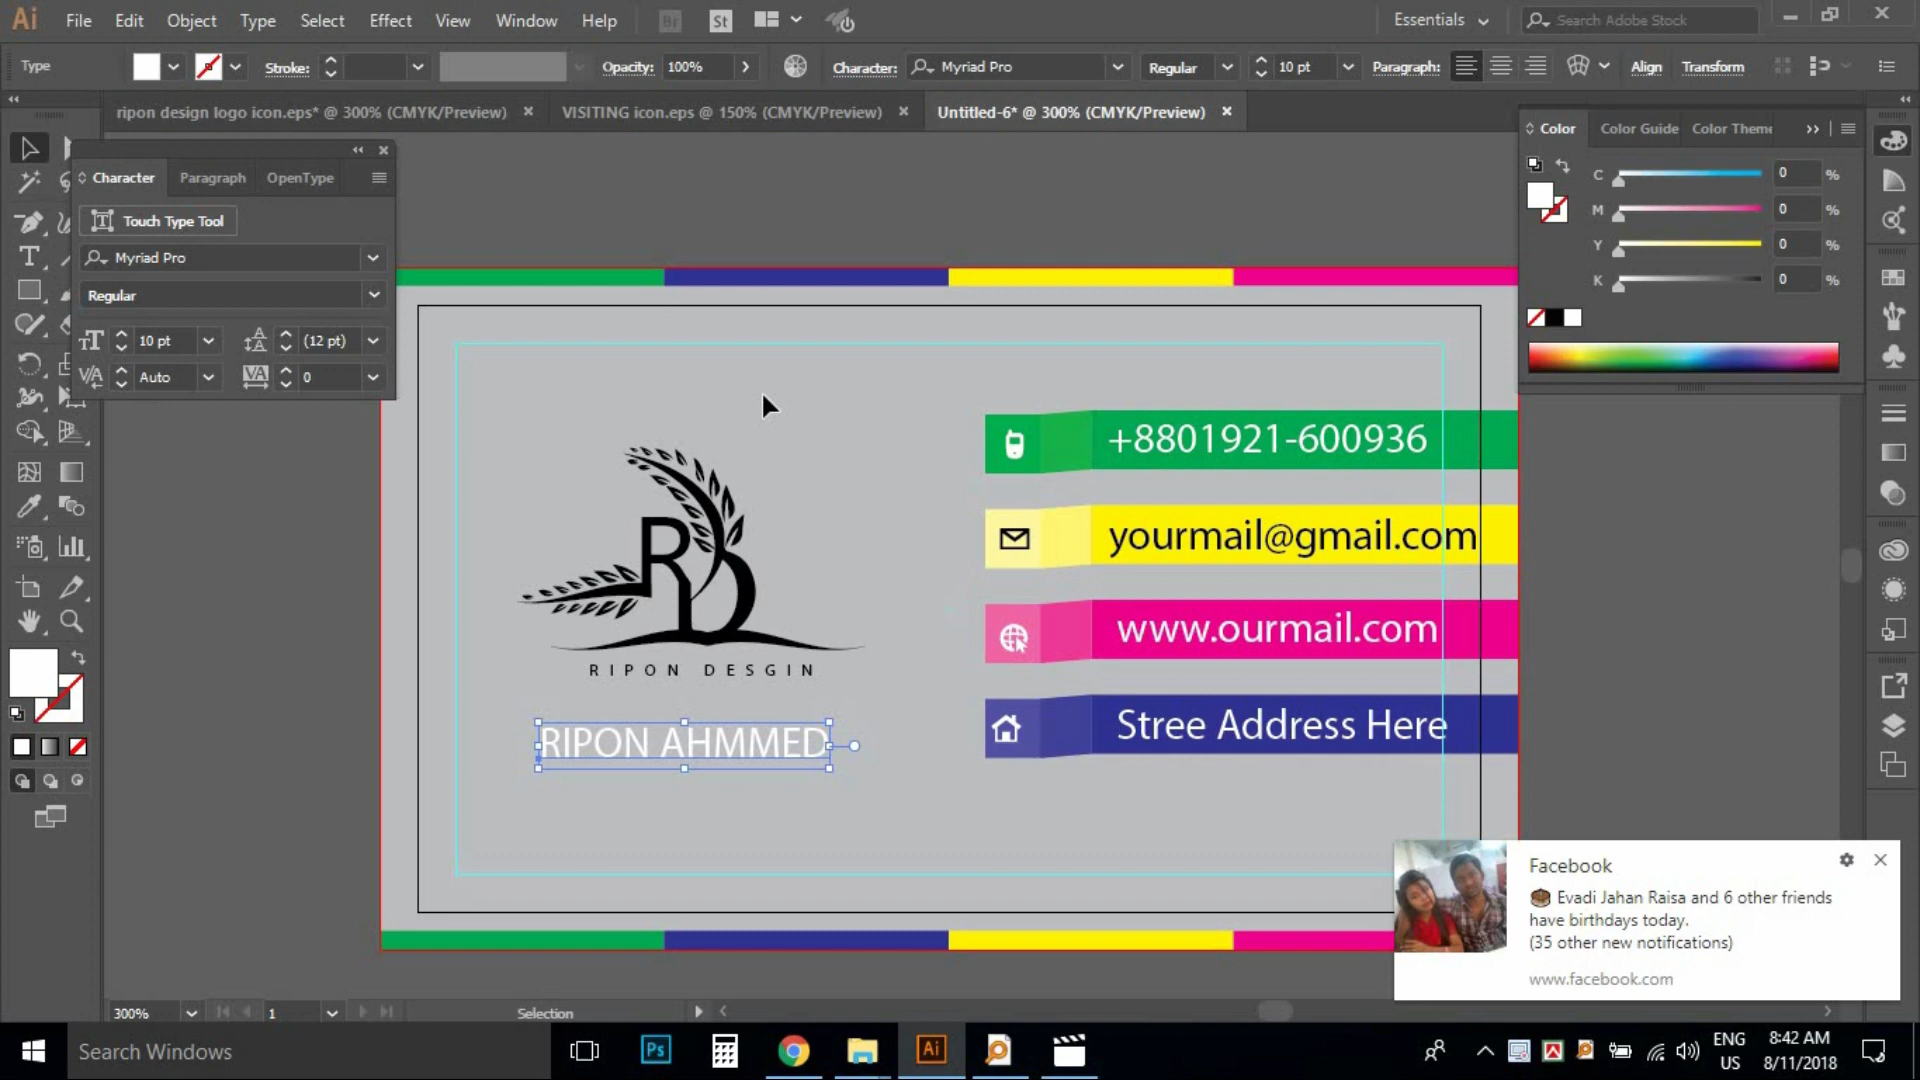 Ai File Edit Object Type Select Effect View Window Help Br St Essentials Search Adobe Stock
Type Stroke: Opacity: 100% Character: Myriad Pro Regular 10 pt Paragraph: Align Transform
ripon design logo icon.eps* @ 300% (CMYK/Preview) VISITING icon.eps @ 150% (CMYK/Preview) Untitled-6* @ 300% (CMYK/Preview)
Character Paragraph OpenType
Touch Type Tool
Myriad Pro
Regular
10 pt (12 pt)
Auto 0
Color Color Guide Color Theme
C 0 %
M 0 %
Y 0 %
K 0 %
RD
RIPON DESGIN
RIPON AHMMED
+8801921-600936
yourmail@gmail.com
www.ourmail.com
Stree Address Here
Facebook
Evadi Jahan Raisa and 6 other friends
have birthdays today.
(35 other new notifications)
www.facebook.com
300% 1 Selection
Search Windows Ps Ai ENG 8:42 AM
US 8/11/2018